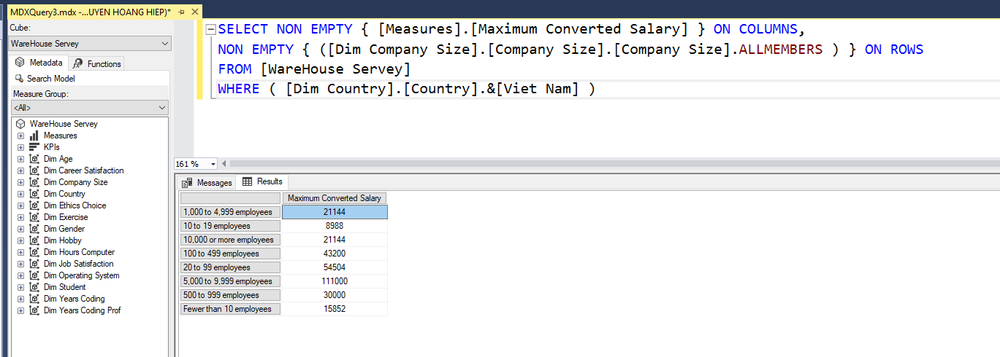 MDXQuery3.mdx -...UYEN HOANG HIEP)*
Cube:
WareHouse Servey
Metadata
Functions
Search Model
Measure Group:
<All>
WareHouse Servey
Measures
KPIs
Dim Age
Dim Career Satisfaction
Dim Company Size
Dim Country
Dim Ethics Choice
Dim Exercise
Dim Gender
Dim Hobby
Dim Hours Computer
Dim Job Satisfaction
Dim Operating System
Dim Student
Dim Years Coding
Dim Years Coding Prof
SELECT NON EMPTY { [Measures].[Maximum Converted Salary] } ON COLUMNS,
NON EMPTY { ([Dim Company Size].[Company Size].[Company Size].ALLMEMBERS ) } ON ROWS
FROM [WareHouse Servey]
WHERE ( [Dim Country].[Country].&[Viet Nam] )
161 %
Messages
Results
Maximum Converted Salary
1,000 to 4,999 employees 21144
10 to 19 employees 8988
10,000 or more employees 21144
100 to 499 employees 43200
20 to 99 employees 54504
5,000 to 9,999 employees 111000
500 to 999 employees 30000
Fewer than 10 employees 15852